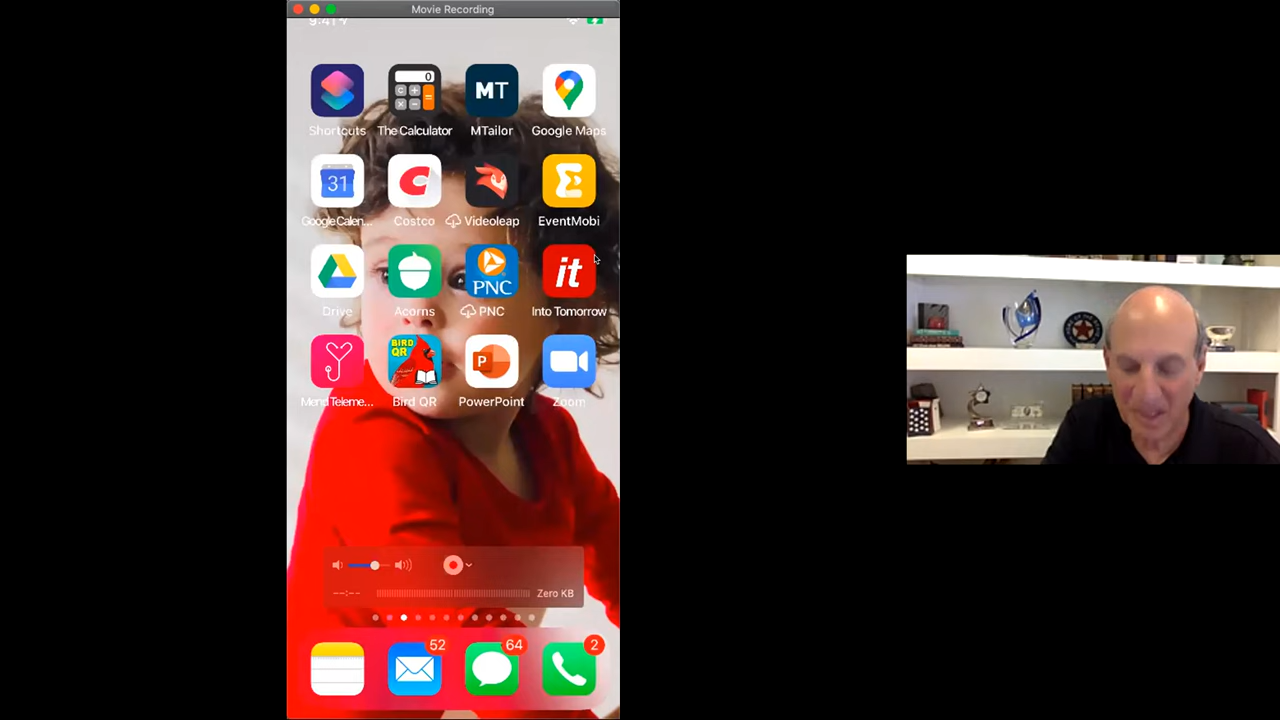 Movie Recording
9:41
0
MT
Shortcuts The Calculator MTailor Google Maps
31
Google Calen... Costco Videoleap EventMobi
PNC
it
Drive Acorns PNC Into Tomorrow
BIRD
QR
P
Mend Teleme... Bird QR PowerPoint Zoom
--:-- Zero KB
52 64 2